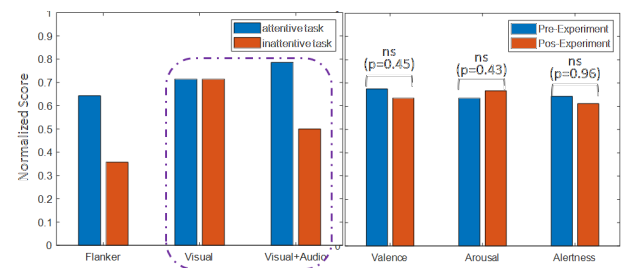 Normalized Score
1
0.9
0.8
0.7
0.6
0.5
0.4
0.3
0.2
0.1
0
attentive task
inattentive task
Flanker
Visual
Visual+Audio
0
Pre-Experiment
Pos-Experiment
ns
(p=0.45)
ns
(p=0.43)
ns
(p=0.96)
Valence
Arousal
Alertness